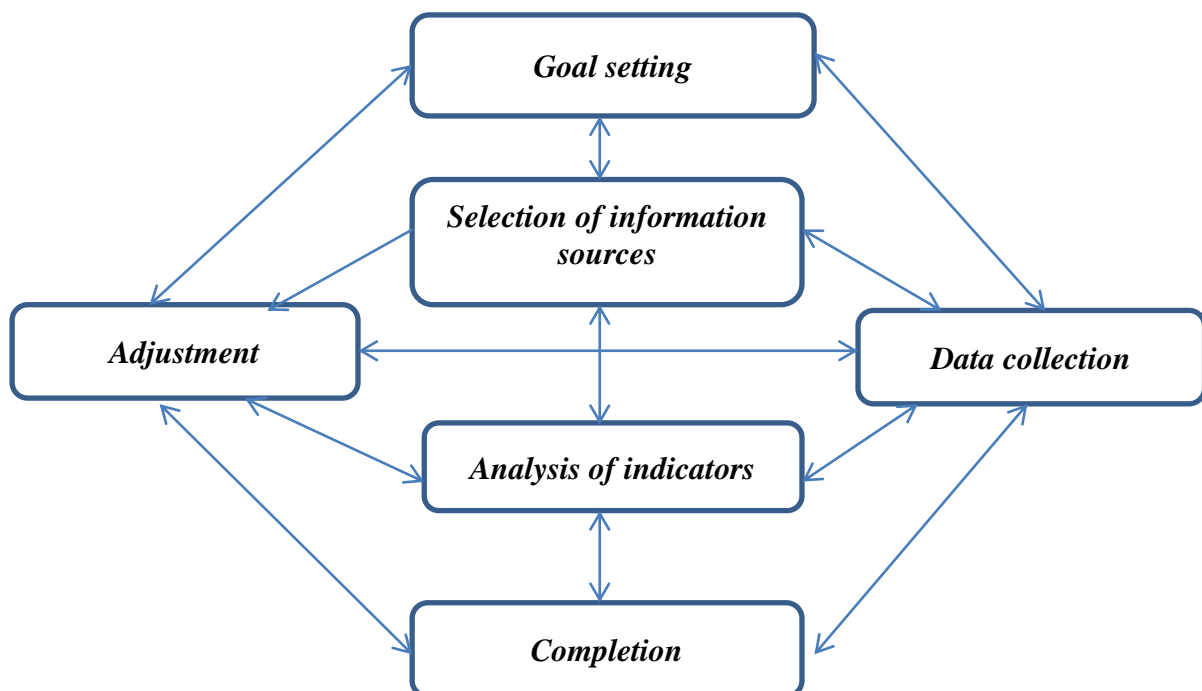 Goal setting
Selection of information
sources
Adjustment
Data collection
Analysis of indicators
Completion